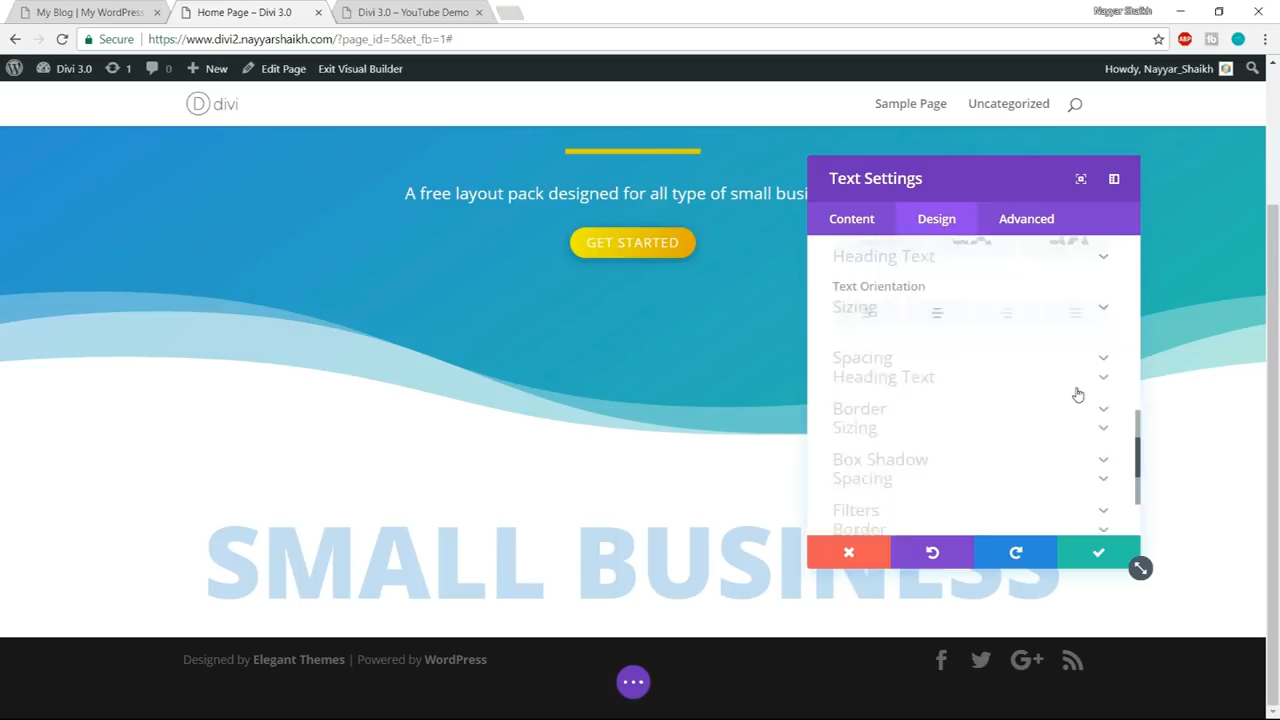 My Blog | My WordPress
Home Page – Divi 3.0
Divi 3.0 – YouTube Demo
Nayyar Shaikh
Secure
https://www.divi2.nayyarshaikh.com/?page_id=5&et_fb=1#
ABP
Divi 3.0
1
0
New
Edit Page
Exit Visual Builder
Howdy, Nayyar_Shaikh
D divi
Sample Page
Uncategorized
A free layout pack designed for all type of small busi
GET STARTED
Text Settings
Content
Design
Advanced
Heading Text
Text Orientation
Sizing
Spacing
Heading Text
Border
Sizing
Box Shadow
Spacing
Filters
Border
SMALL BUSINESS
Designed by Elegant Themes | Powered by WordPress